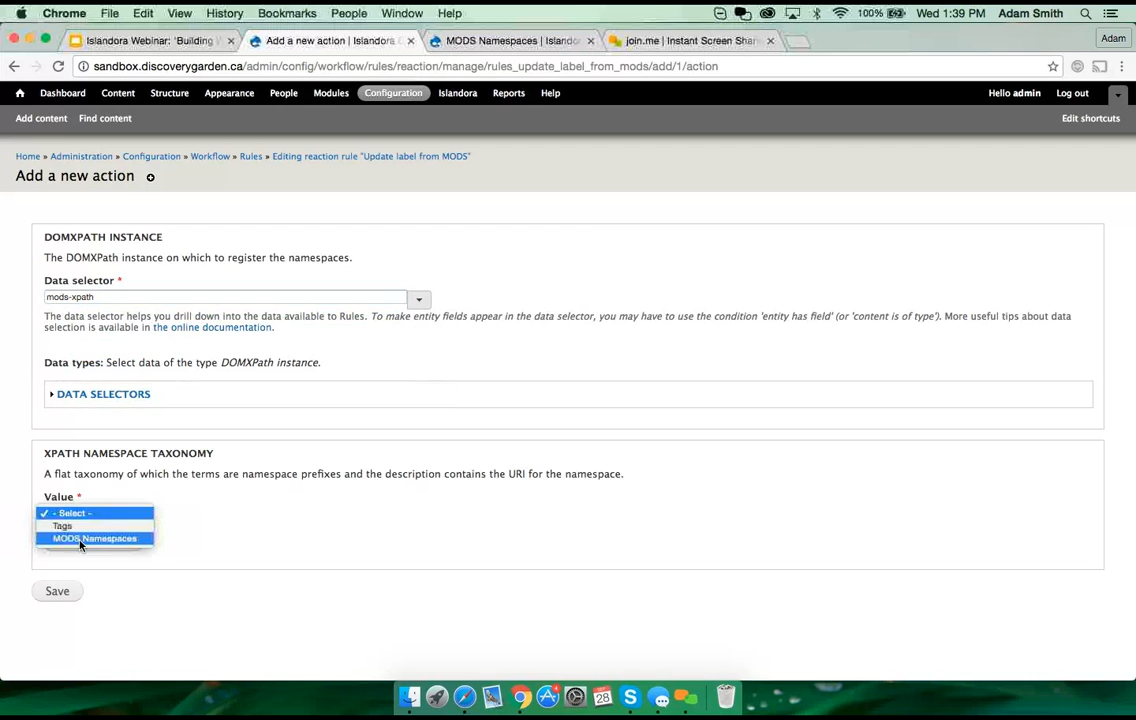 Chrome File Edit View History Bookmarks People Window Help 100% Wed 1:39 PM Adam Smith
Islandora Webinar: 'Building Add a new action | Islandora MODS Namespaces | Islando join.me | Instant Screen Shar Adam
sandbox.discoverygarden.ca/admin/config/workflow/rules/reaction/manage/rules_update_label_from_mods/add/1/action
Dashboard Content Structure Appearance People Modules Configuration Islandora Reports Help Hello admin Log out
Add content Find content Edit shortcuts
Home » Administration » Configuration » Workflow » Rules » Editing reaction rule "Update label from MODS"
Add a new action
DOMXPATH INSTANCE
The DOMXPath instance on which to register the namespaces.
Data selector *
mods-xpath
The data selector helps you drill down into the data available to Rules. To make entity fields appear in the data selector, you may have to use the condition 'entity has field' (or 'content is of type'). More useful tips about data
selection is available in the online documentation.
Data types: Select data of the type DOMXPath instance.
DATA SELECTORS
XPATH NAMESPACE TAXONOMY
A flat taxonomy of which the terms are namespace prefixes and the description contains the URI for the namespace.
Value *
- Select -
Tags
MODS Namespaces
Save
28